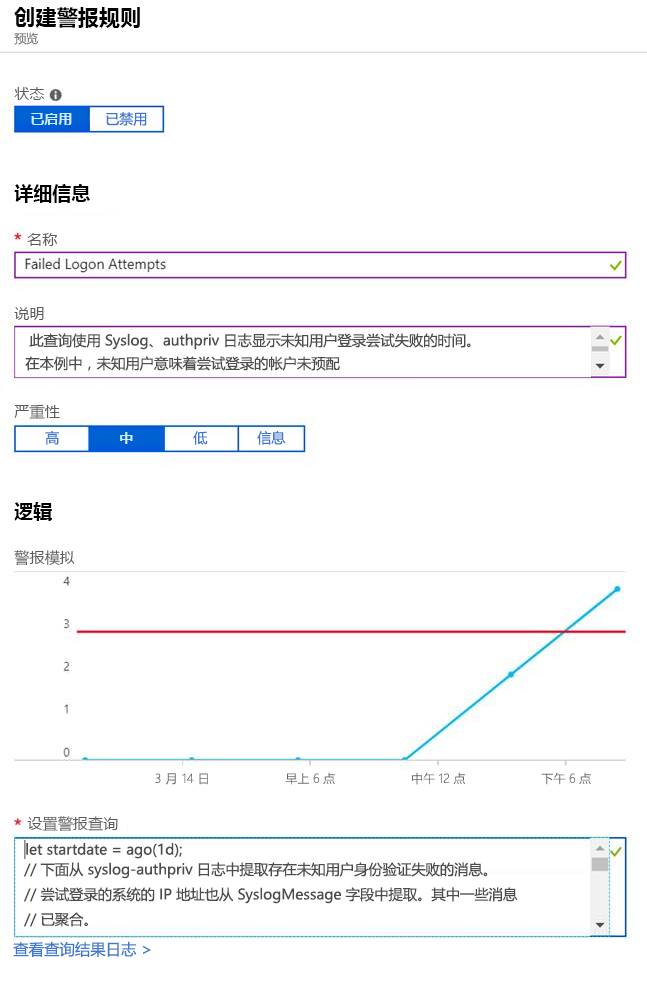 创建警报规则
预览
状态
已启用 已禁用
详细信息
* 名称
Failed Logon Attempts
说明
此查询使用 Syslog、authpriv 日志显示未知用户登录尝试失败的时间。
在本例中，未知用户意味着尝试登录的帐户未预配
严重性
高 中 低 信息
逻辑
警报模拟
4
3
2
1
0
3 月 14 日 早上 6 点 中午 12 点 下午 6 点
* 设置警报查询
let startdate = ago(1d);
// 下面从 syslog-authpriv 日志中提取存在未知用户身份验证失败的消息。
// 尝试登录的系统的 IP 地址也从 SyslogMessage 字段中提取。其中一些消息
// 已聚合。
查看查询结果日志 >